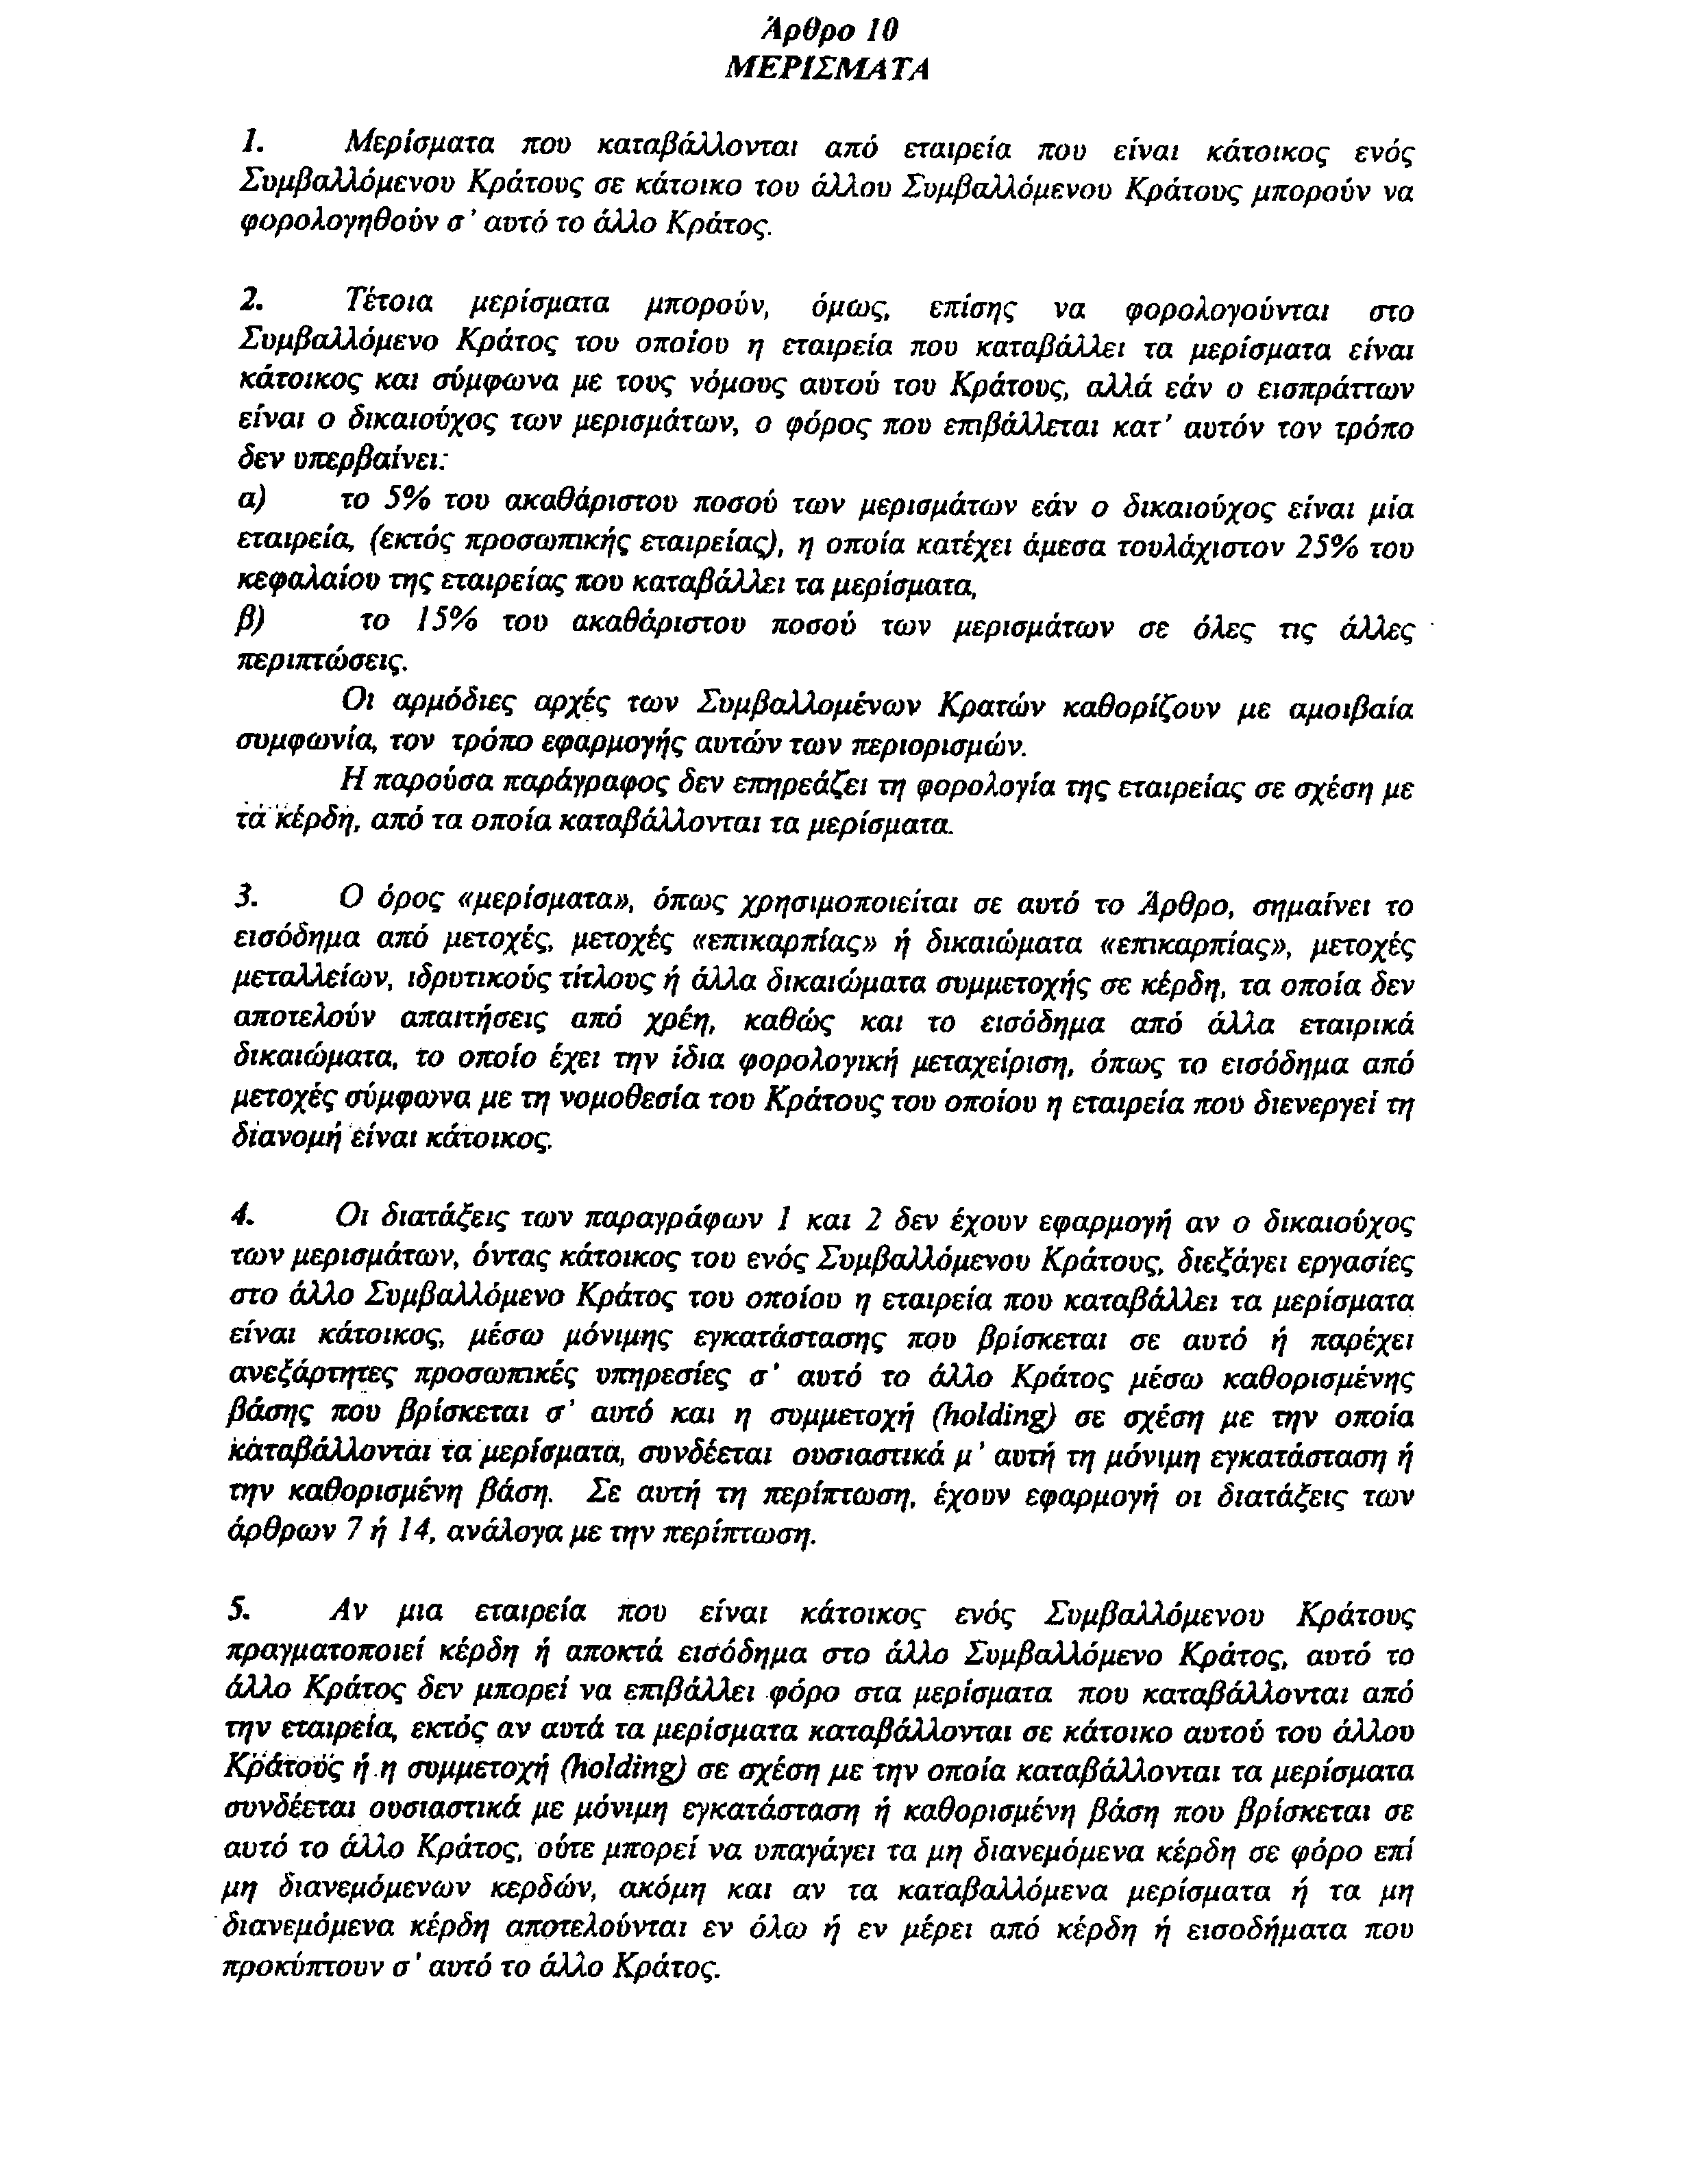 Άρθρο 10
ΜΕΡΙΣΜΑΤΑ
1. Μερίσματα που καταβάλλονται από εταιρεία που είναι κάτοικος ενός
Συμβαλλόμενου Κράτους σε κάτοικο του άλλου Συμβαλλόμενου Κράτους μπορούν να
φορολογηθούν σ’ αυτό το άλλο Κράτος.
2. Τέτοια μερίσματα μπορούν, όμως, επίσης να φορολογούνται στο
Συμβαλλόμενο Κράτος του οποίου η εταιρεία που καταβάλλει τα μερίσματα είναι
κάτοικος και σύμφωνα με τους νόμους αυτού του Κράτους, αλλά εάν ο εισπράττων
είναι ο δικαιούχος των μερισμάτων, ο φόρος που επιβάλλεται κατ’ αυτόν τον τρόπο
δεν υπερβαίνει:
α) το 5% του ακαθάριστου ποσού των μερισμάτων εάν ο δικαιούχος είναι μία
εταιρεία, (εκτός προσωπικής εταιρείας), η οποία κατέχει άμεσα τουλάχιστον 25% του
κεφαλαίου της εταιρείας που καταβάλλει τα μερίσματα,
β) το 15% του ακαθάριστου ποσού των μερισμάτων σε όλες τις άλλες
περιπτώσεις.
Οι αρμόδιες αρχές των Συμβαλλομένων Κρατών καθορίζουν με αμοιβαία
συμφωνία, τον τρόπο εφαρμογής αυτών των περιορισμών.
Η παρούσα παράγραφος δεν επηρεάζει τη φορολογία της εταιρείας σε σχέση με
τα κέρδη, από τα οποία καταβάλλονται τα μερίσματα.
3. Ο όρος «μερίσματα», όπως χρησιμοποιείται σε αυτό το Άρθρο, σημαίνει το
εισόδημα από μετοχές, μετοχές «επικαρπίας» ή δικαιώματα «επικαρπίας», μετοχές
μεταλλείων, ιδρυτικούς τίτλους ή άλλα δικαιώματα συμμετοχής σε κέρδη, τα οποία δεν
αποτελούν απαιτήσεις από χρέη, καθώς και το εισόδημα από άλλα εταιρικά
δικαιώματα, το οποίο έχει την ίδια φορολογική μεταχείριση, όπως το εισόδημα από
μετοχές σύμφωνα με τη νομοθεσία του Κράτους του οποίου η εταιρεία που διενεργεί τη
διανομή είναι κάτοικος.
4. Οι διατάξεις των παραγράφων 1 και 2 δεν έχουν εφαρμογή αν ο δικαιούχος
των μερισμάτων, όντας κάτοικος του ενός Συμβαλλόμενου Κράτους, διεξάγει εργασίες
στο άλλο Συμβαλλόμενο Κράτος του οποίου η εταιρεία που καταβάλλει τα μερίσματα
είναι κάτοικος, μέσω μόνιμης εγκατάστασης που βρίσκεται σε αυτό ή παρέχει
ανεξάρτητες προσωπικές υπηρεσίες σ’ αυτό το άλλο Κράτος μέσω καθορισμένης
βάσης που βρίσκεται σ’ αυτό και η συμμετοχή (holding) σε σχέση με την οποία
καταβάλλονται τα μερίσματα, συνδέεται ουσιαστικά μ’ αυτή τη μόνιμη εγκατάσταση ή
την καθορισμένη βάση. Σε αυτή τη περίπτωση, έχουν εφαρμογή οι διατάξεις των
άρθρων 7 ή 14, ανάλογα με την περίπτωση.
5. Αν μια εταιρεία που είναι κάτοικος ενός Συμβαλλόμενου Κράτους
πραγματοποιεί κέρδη ή αποκτά εισόδημα στο άλλο Συμβαλλόμενο Κράτος, αυτό το
άλλο Κράτος δεν μπορεί να επιβάλλει φόρο στα μερίσματα που καταβάλλονται από
την εταιρεία, εκτός αν αυτά τα μερίσματα καταβάλλονται σε κάτοικο αυτού του άλλου
Κράτους ή η συμμετοχή (holding) σε σχέση με την οποία καταβάλλονται τα μερίσματα
συνδέεται ουσιαστικά με μόνιμη εγκατάσταση ή καθορισμένη βάση που βρίσκεται σε
αυτό το άλλο Κράτος, ούτε μπορεί να υπαγάγει τα μη διανεμόμενα κέρδη σε φόρο επί
μη διανεμόμενων κερδών, ακόμη και αν τα καταβαλλόμενα μερίσματα ή τα μη
διανεμόμενα κέρδη αποτελούνται εν όλω ή εν μέρει από κέρδη ή εισοδήματα που
προκύπτουν σ’ αυτό το άλλο Κράτος.